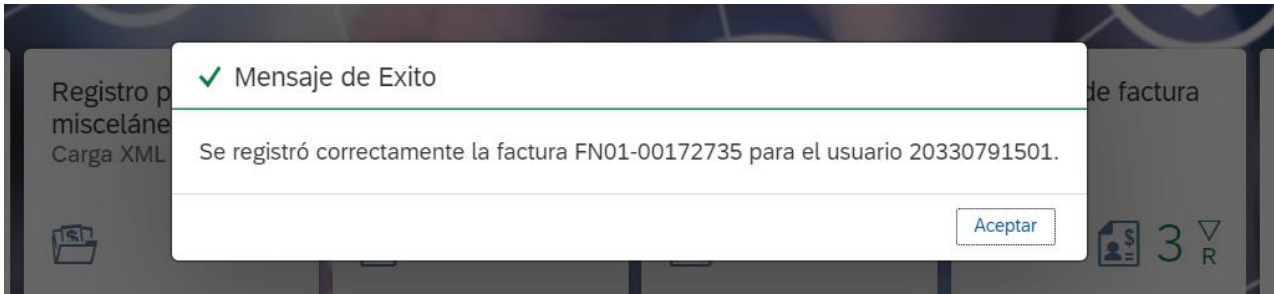 Mensaje de Exito
Registro p
de factura
misceláne
Carga XML
Se registró correctamente la factura FN01-00172735 para el usuario 20330791501.
Aceptar
3
R